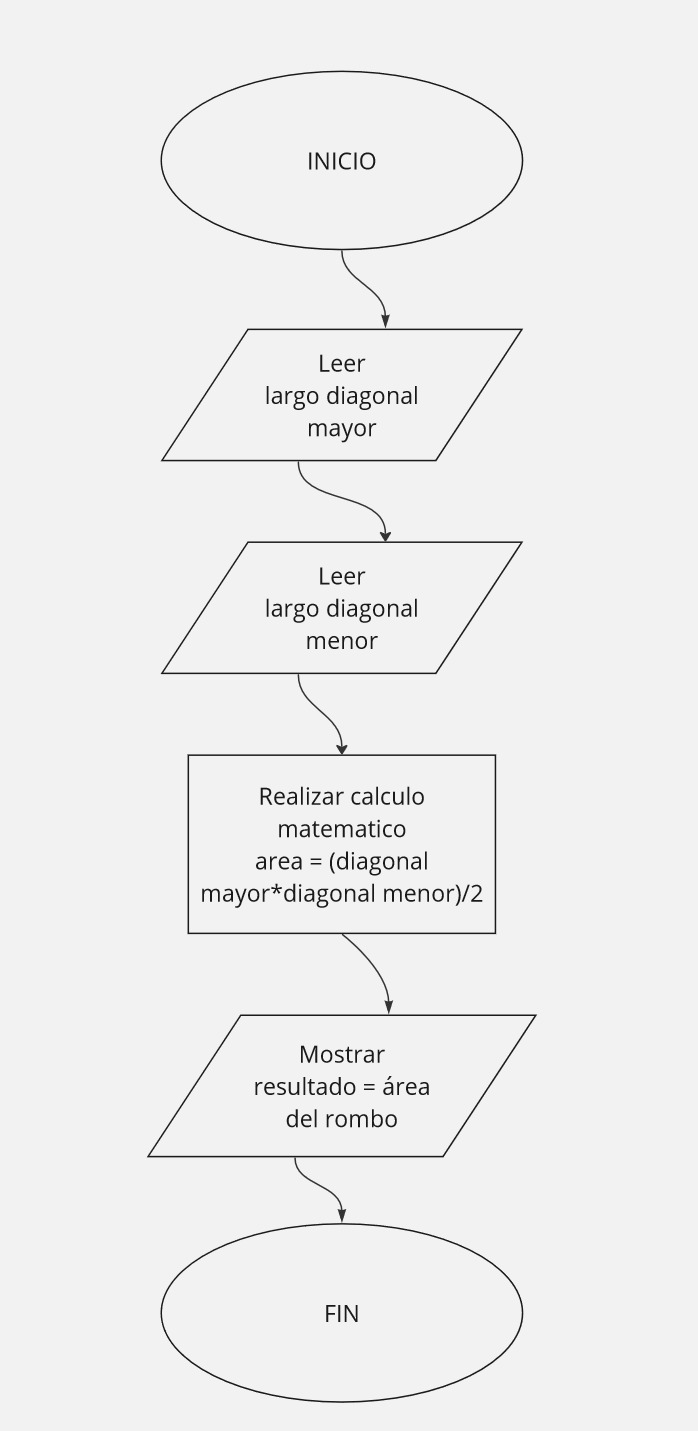 INICIO
Leer
largo diagonal
mayor
Leer
largo diagonal
menor
Realizar calculo
matematico
area = (diagonal
mayor*diagonal menor)/2
Mostrar
resultado = área
del rombo
FIN